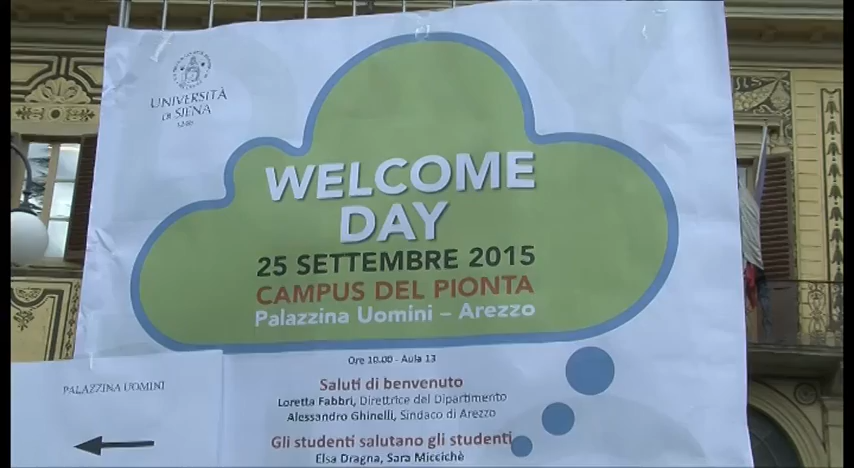 UNIVERSITÀ
DI SIENA
1240
WELCOME
DAY
25 SETTEMBRE 2015
CAMPUS DEL PIONTA
Palazzina Uomini – Arezzo
Ore 10.00 - Aula 13
Saluti di benvenuto
Loretta Fabbri, Direttrice del Dipartimento
Alessandro Ghinelli, Sindaco di Arezzo
Gli studenti salutano gli studenti
Elsa Dragna, Sara Miccichè
PALAZZINA UOMINI